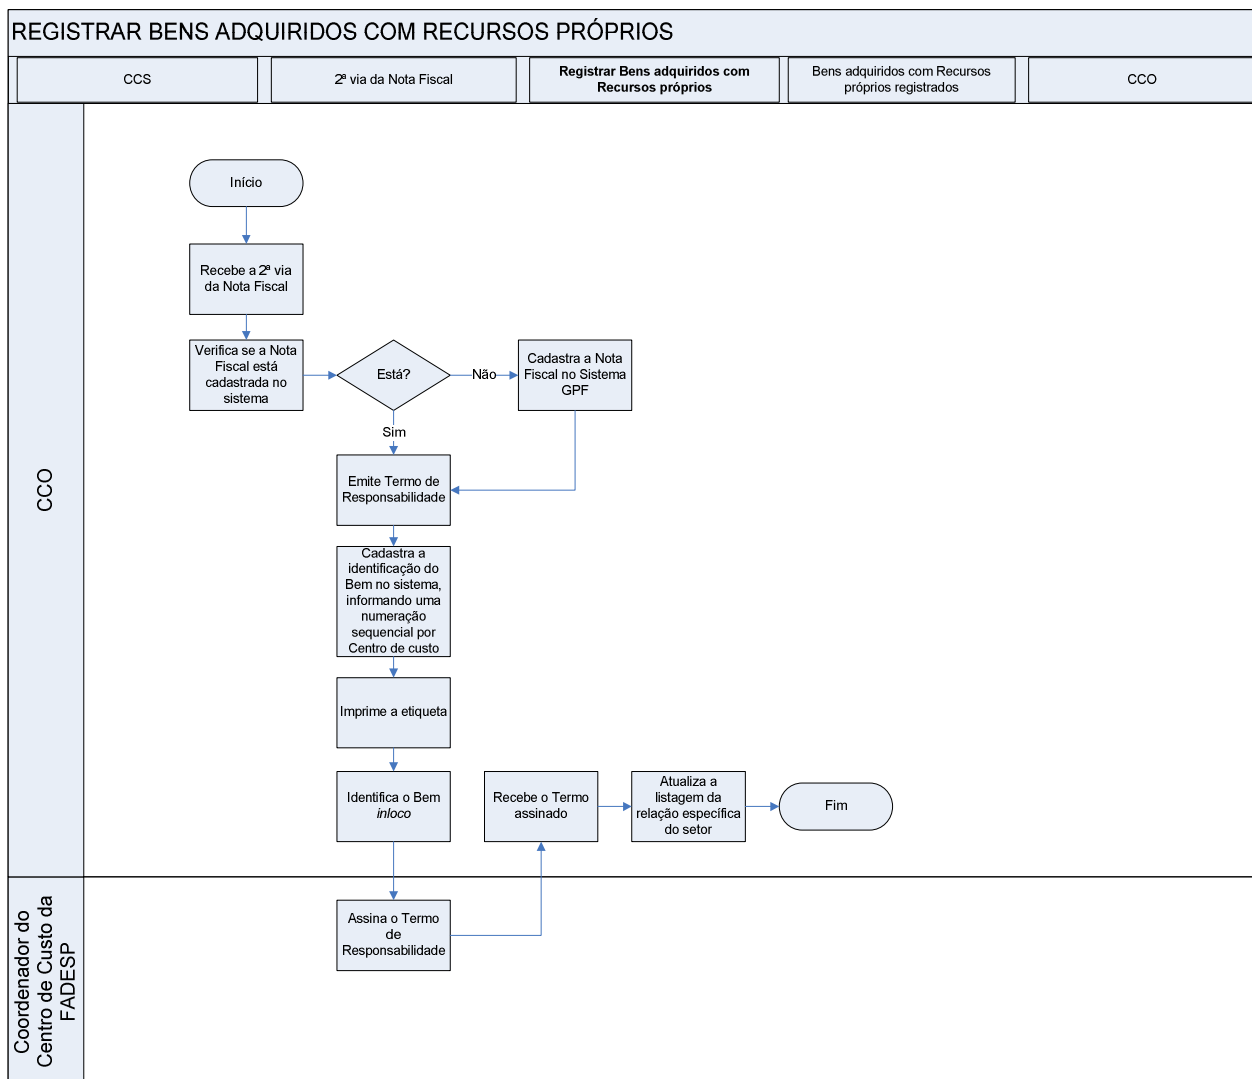 REGISTRAR BENS ADQUIRIDOS COM RECURSOS PRÓPRIOS
CCS
2ª via da Nota Fiscal
Registrar Bens adquiridos com
Recursos próprios
Bens adquiridos com Recursos
próprios registrados
CCO
CCO
Início
Recebe a 2ª via
da Nota Fiscal
Verifica se a Nota
Fiscal está
cadastrada no
sistema
Está?
Não
Cadastra a Nota
Fiscal no Sistema
GPF
Sim
Emite Termo de
Responsabilidade
Cadastra a
identificação do
Bem no sistema,
informando uma
numeração
sequencial por
Centro de custo
Imprime a etiqueta
Identifica o Bem
inloco
Recebe o Termo
assinado
Atualiza a
listagem da
relação específica
do setor
Fim
Coordenador do
Centro de Custo da
FADESP
Assina o Termo
de
Responsabilidade